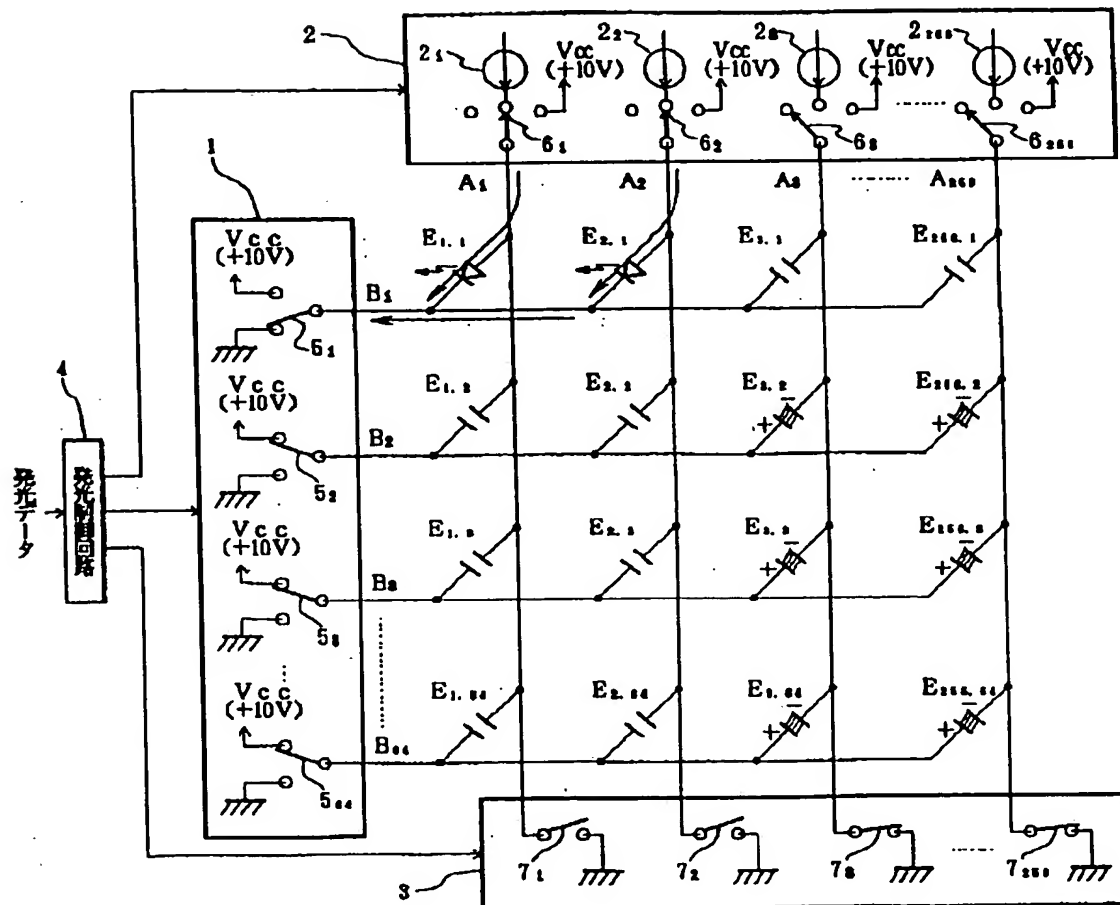 2
2₁
Vcc
(+10V)
2₂
Vcc
(+10V)
2₃
Vcc
(+10V)
2₂₅₆
Vcc
(+10V)
6₁
6₂
6₃
6₂₅₆
A₁
A₂
A₃
A₂₅₆
1
Vcc
(+10V)
5₁
B₁
E₁.₁
E₂.₁
E₃.₁
E₂₅₆.₁
Vcc
(+10V)
5₂
B₂
E₁.₂
E₂.₂
E₃.₂
E₂₅₆.₂
+
−
+
−
4
発光データ
発光制御回路
Vcc
(+10V)
5₃
B₃
E₁.₃
E₂.₃
E₃.₃
E₂₅₆.₃
+
−
+
−
Vcc
(+10V)
5₆₄
B₆₄
E₁.₆₄
E₂.₆₄
E₃.₆₄
E₂₅₆.₆₄
+
−
+
−
7₁
7₂
7₃
7₂₅₆
3